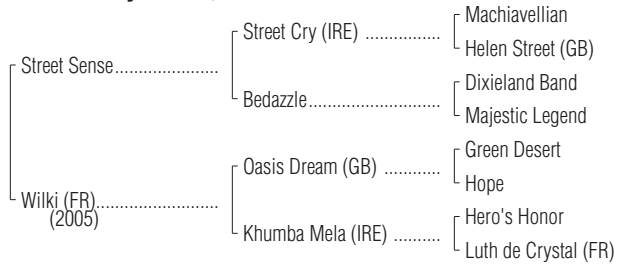 Machiavellian
Street Cry (IRE) ................
Helen Street (GB)
Street Sense......................
Dixieland Band
Bedazzle............................
Majestic Legend
Green Desert
Oasis Dream (GB) ............
Hope
Wilki (FR)..........................
(2005)
Hero's Honor
Khumba Mela (IRE) ..........
Luth de Crystal (FR)